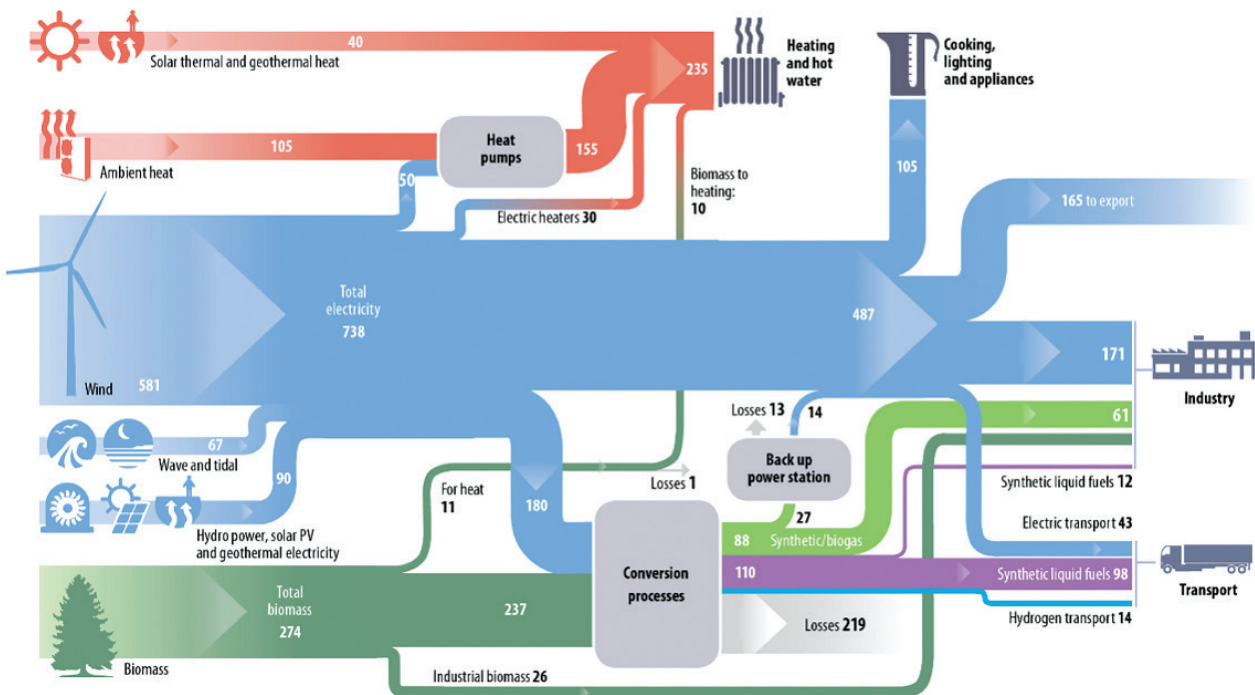 40
Solar thermal and geothermal heat
235
Heating
and hot
water
Cooking,
lighting
and appliances
105
Ambient heat
Heat
pumps
155
50
Electric heaters 30
Biomass to
heating:
10
105
165 to export
Total
electricity
738
487
Wind
581
171
Industry
67
Wave and tidal
90
Hydro power, solar PV
and geothermal electricity
For heat
11
Losses 1
180
Losses 13
14
Back up
power station
27
61
Synthetic liquid fuels 12
Electric transport 43
88
Synthetic/biogas
110
Synthetic liquid fuels 98
Transport
Hydrogen transport 14
Conversion
processes
Losses 219
Total
biomass
274
237
Biomass
Industrial biomass 26